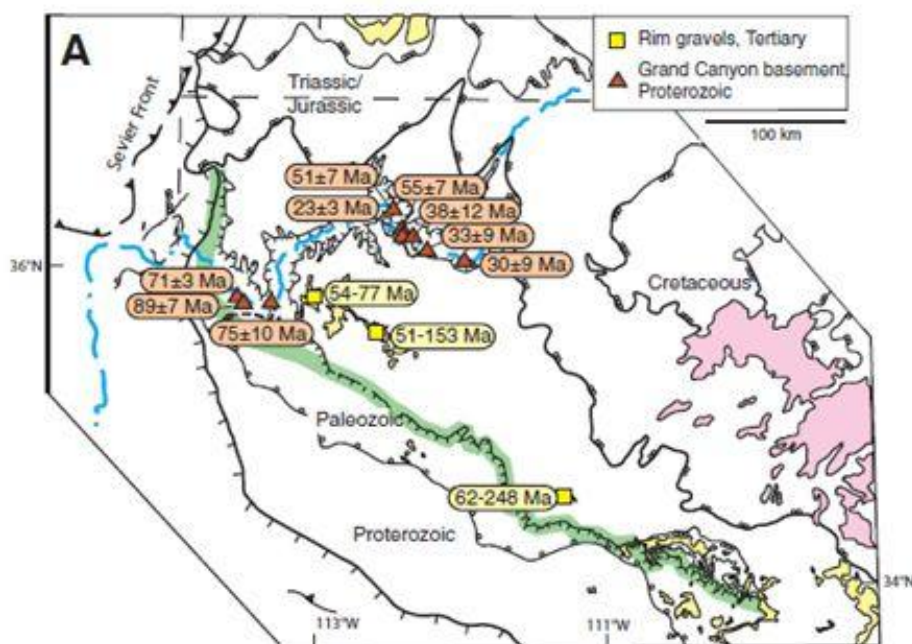 A
Rim gravels, Tertiary
Grand Canyon basement,
Proterozoic
100 km
Triassic/
Jurassic
Sevier Front
51±7 Ma
55±7 Ma
23±3 Ma
38±12 Ma
33±9 Ma
30±9 Ma
36°N
71±3 Ma
54-77 Ma
Cretaceous
89±7 Ma
75±10 Ma
51-153 Ma
Paleozoic
62-248 Ma
Proterozoic
34°N
113°W
111°W